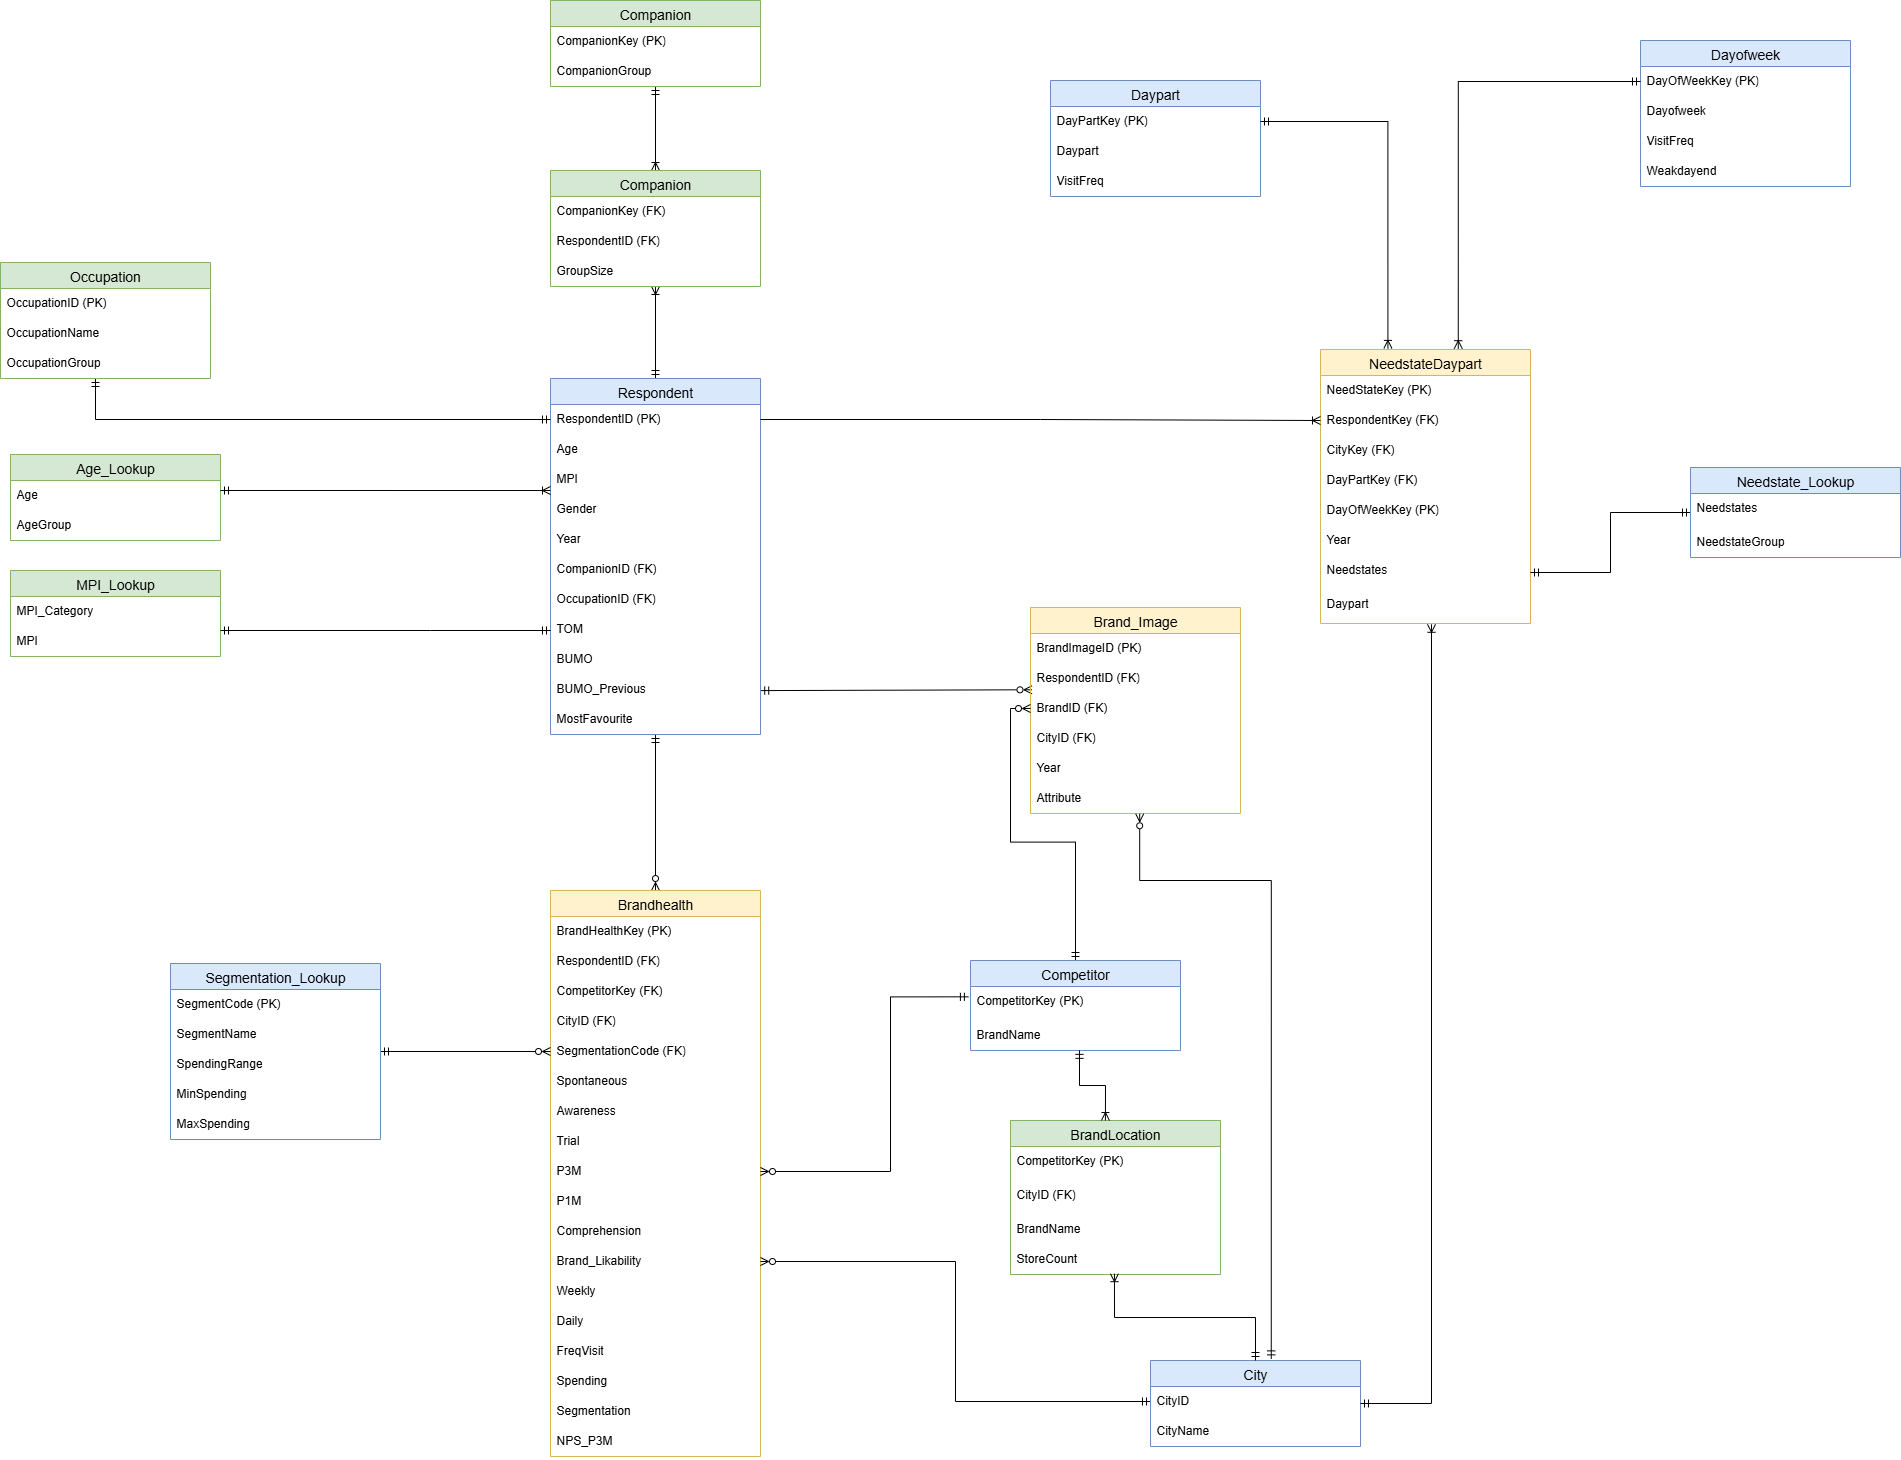 Companion
CompanionKey (PK)
CompanionGroup
Dayofweek
DayOfWeekKey (PK)
Dayofweek
VisitFreq
Weakdayend
Daypart
DayPartKey (PK)
Daypart
VisitFreq
Companion
CompanionKey (FK)
RespondentID (FK)
GroupSize
Occupation
OccupationID (PK)
OccupationName
OccupationGroup
Respondent
RespondentID (PK)
Age
MPI
Gender
Year
CompanionID (FK)
OccupationID (FK)
TOM
BUMO
BUMO_Previous
MostFavourite
NeedstateDaypart
NeedStateKey (PK)
RespondentKey (FK)
CityKey (FK)
DayPartKey (FK)
DayOfWeekKey (PK)
Year
Needstates
Daypart
Age_Lookup
Age
AgeGroup
Needstate_Lookup
Needstates
NeedstateGroup
MPI_Lookup
MPI_Category
MPI
Brand_Image
BrandImageID (PK)
RespondentID (FK)
BrandID (FK)
CityID (FK)
Year
Attribute
Brandhealth
BrandHealthKey (PK)
RespondentID (FK)
CompetitorKey (FK)
CityID (FK)
SegmentationCode (FK)
Spontaneous
Awareness
Trial
P3M
P1M
Comprehension
Brand_Likability
Weekly
Daily
FreqVisit
Spending
Segmentation
NPS_P3M
Segmentation_Lookup
SegmentCode (PK)
SegmentName
SpendingRange
MinSpending
MaxSpending
Competitor
CompetitorKey (PK)
BrandName
BrandLocation
CompetitorKey (PK)
CityID (FK)
BrandName
StoreCount
City
CityID
CityName